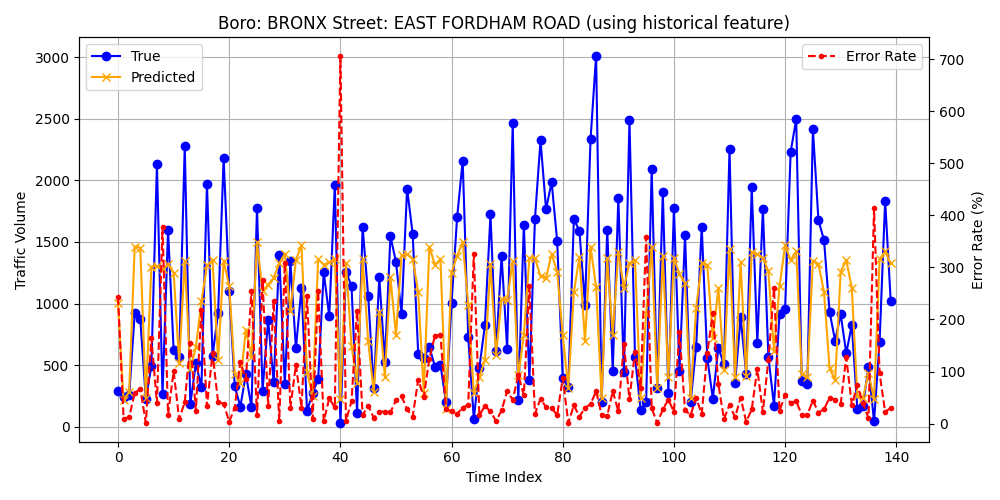 Boro: BRONX Street: EAST FORDHAM ROAD (using historical feature)
True
Predicted
Error Rate
3000
2500
2000
1500
1000
500
0
Traffic Volume
700
600
500
400
300
200
100
0
Error Rate (%)
0 20 40 60 80 100 120 140
Time Index